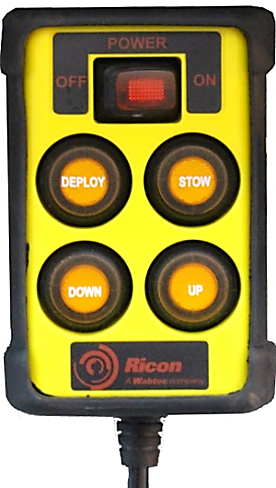 POWER
OFF ON
DEPLOY STOW
DOWN UP
Ricon
A Wabtec company